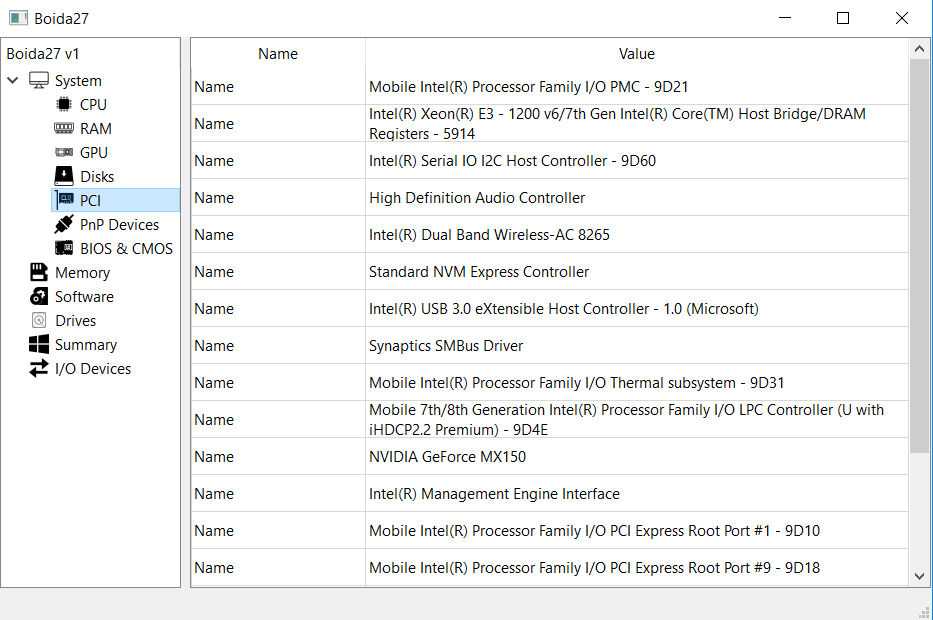 Boida27
Boida27 v1
System
CPU
RAM
GPU
Disks
PCI
PnP Devices
BIOS & CMOS
Memory
Software
Drives
Summary
I/O Devices
Name Value
Name Mobile Intel(R) Processor Family I/O PMC - 9D21
Name Intel(R) Xeon(R) E3 - 1200 v6/7th Gen Intel(R) Core(TM) Host Bridge/DRAM
Registers - 5914
Name Intel(R) Serial IO I2C Host Controller - 9D60
Name High Definition Audio Controller
Name Intel(R) Dual Band Wireless-AC 8265
Name Standard NVM Express Controller
Name Intel(R) USB 3.0 eXtensible Host Controller - 1.0 (Microsoft)
Name Synaptics SMBus Driver
Name Mobile Intel(R) Processor Family I/O Thermal subsystem - 9D31
Name Mobile 7th/8th Generation Intel(R) Processor Family I/O LPC Controller (U with
iHDCP2.2 Premium) - 9D4E
Name NVIDIA GeForce MX150
Name Intel(R) Management Engine Interface
Name Mobile Intel(R) Processor Family I/O PCI Express Root Port #1 - 9D10
Name Mobile Intel(R) Processor Family I/O PCI Express Root Port #9 - 9D18